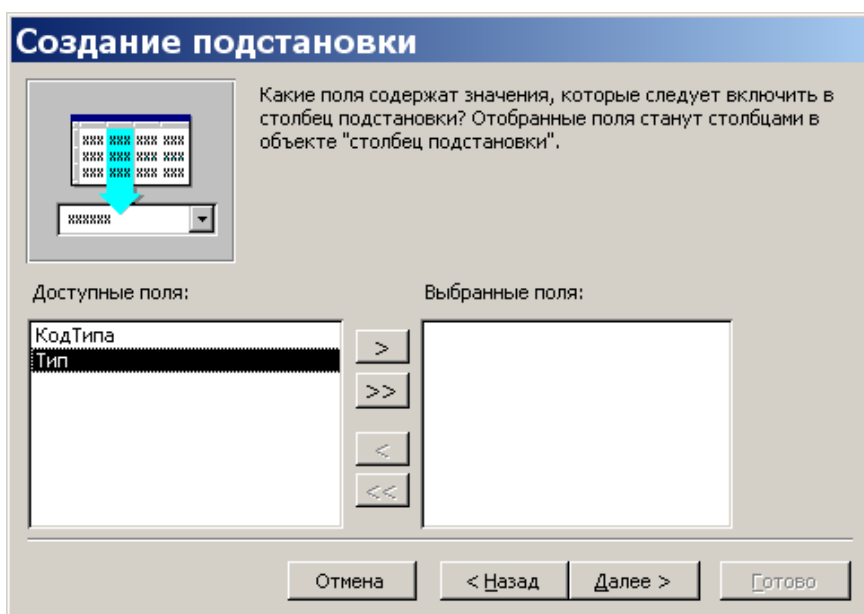 Создание подстановки
Какие поля содержат значения, которые следует включить в
столбец подстановки? Отобранные поля станут столбцами в
объекте "столбец подстановки".
Доступные поля:
Выбранные поля:
КодТипа
Тип
>
>>
<
<<
Отмена
< Назад
Далее >
Готово